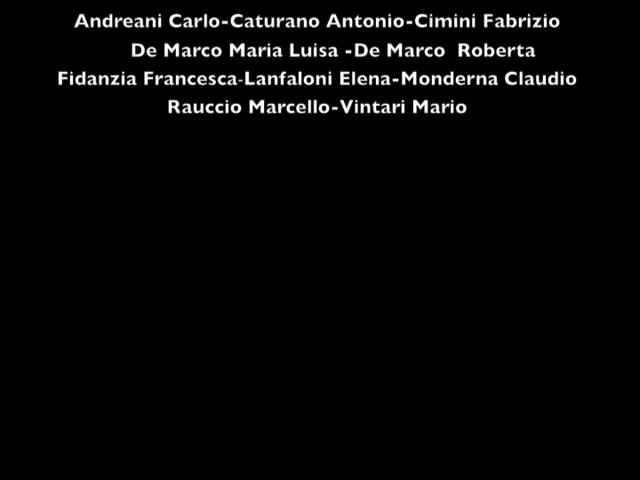 Andreani Carlo-Caturano Antonio-Cimini Fabrizio
De Marco Maria Luisa -De Marco  Roberta
Fidanzia Francesca-Lanfaloni Elena-Monderna Claudio
Rauccio Marcello-Vintari Mario